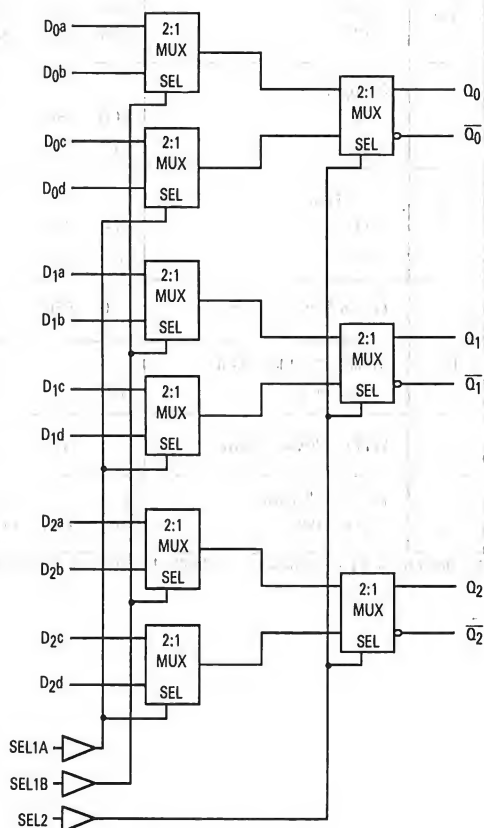 D0a
2:1
MUX
SEL
D0b
2:1
MUX
SEL
Q0
Q0
D0c
2:1
MUX
SEL
D0d
D1a
2:1
MUX
SEL
D1b
2:1
MUX
SEL
Q1
Q1
D1c
2:1
MUX
SEL
D1d
D2a
2:1
MUX
SEL
D2b
2:1
MUX
SEL
Q2
Q2
D2c
2:1
MUX
SEL
D2d
SEL1A
SEL1B
SEL2